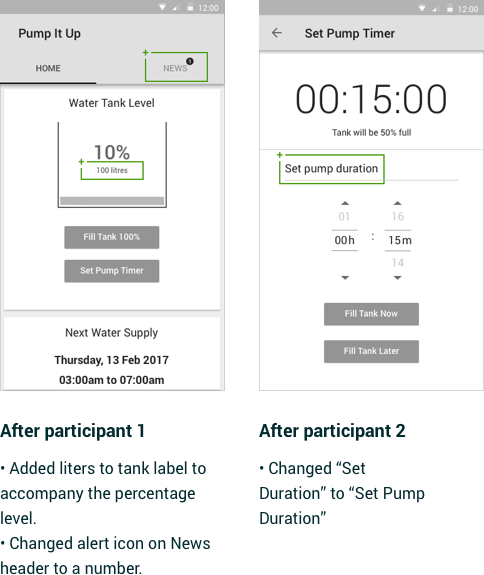 12:00
Pump It Up
HOME
NEWS
1
Water Tank Level
10%
100 litres
Fill Tank 100%
Set Pump Timer
Next Water Supply
Thursday, 13 Feb 2017
03:00am to 07:00am
12:00
Set Pump Timer
00:15:00
Tank will be 50% full
Set pump duration
01 16
00h : 15m
14
Fill Tank Now
Fill Tank Later
After participant 1
• Added liters to tank label to
accompany the percentage
level.
• Changed alert icon on News
header to a number.
After participant 2
• Changed “Set
Duration” to “Set Pump
Duration”